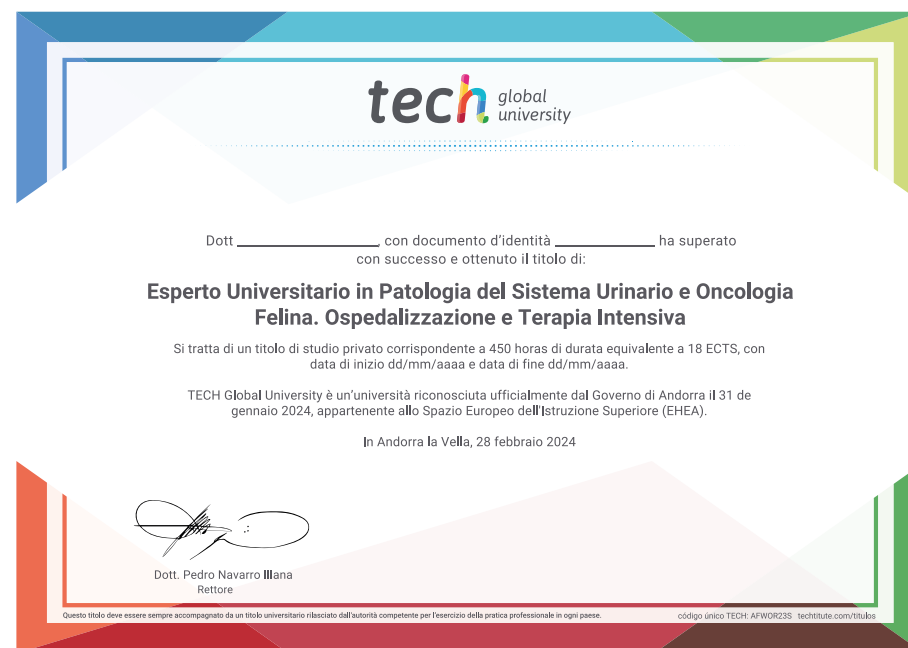 tech global university
Dott ____________________, con documento d'identità __________________ ha superato
con successo e ottenuto il titolo di:
Esperto Universitario in Patologia del Sistema Urinario e Oncologia
Felina. Ospedalizzazione e Terapia Intensiva
Si tratta di un titolo di studio privato corrispondente a 450 horas di durata equivalente a 18 ECTS, con
data di inizio dd/mm/aaaa e data di fine dd/mm/aaaa.
TECH Global University è un'università riconosciuta ufficialmente dal Governo di Andorra il 31 de
gennaio 2024, appartenente allo Spazio Europeo dell'Istruzione Superiore (EHEA).
In Andorra la Vella, 28 febbraio 2024
Dott. Pedro Navarro Illana
Rettore
Questo titolo deve essere sempre accompagnato da un titolo universitario rilasciato dall'autorità competente per l'esercizio della pratica professionale in ogni paese.
código único TECH: AFWOR23S techtitute.com/titulos